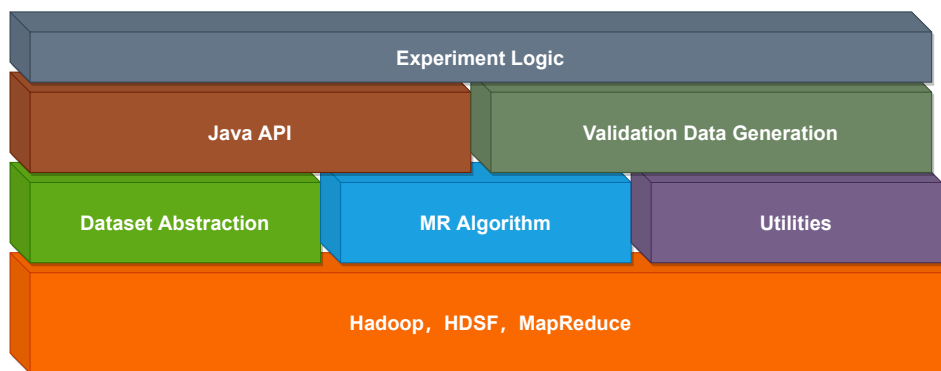 Experiment Logic
Java API
Validation Data Generation
Dataset Abstraction
MR Algorithm
Utilities
Hadoop，HDSF，MapReduce